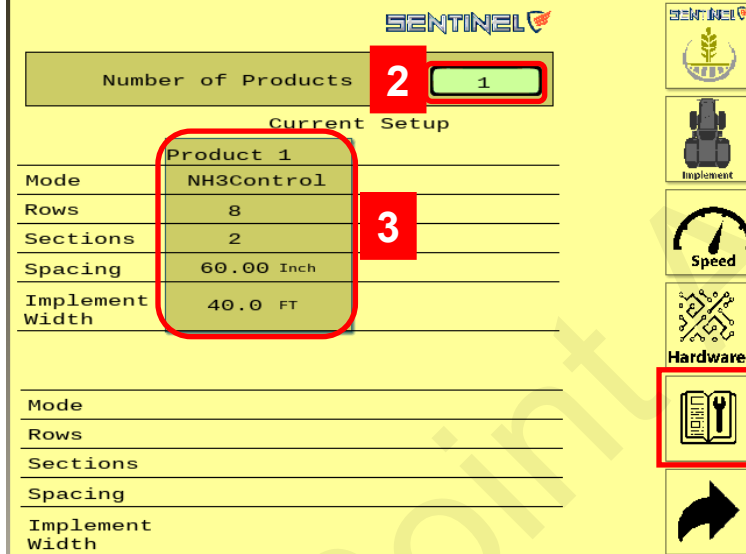 SENTINEL
SENTINEL
Number of Products 2 1
Current Setup
Product 1
Mode NH3Control
Implement
Rows 8
3
Sections 2
Spacing 60.00 Inch
Speed
Implement Width 40.0 FT
Hardware
Mode
Rows
Sections
Spacing
Implement
Width